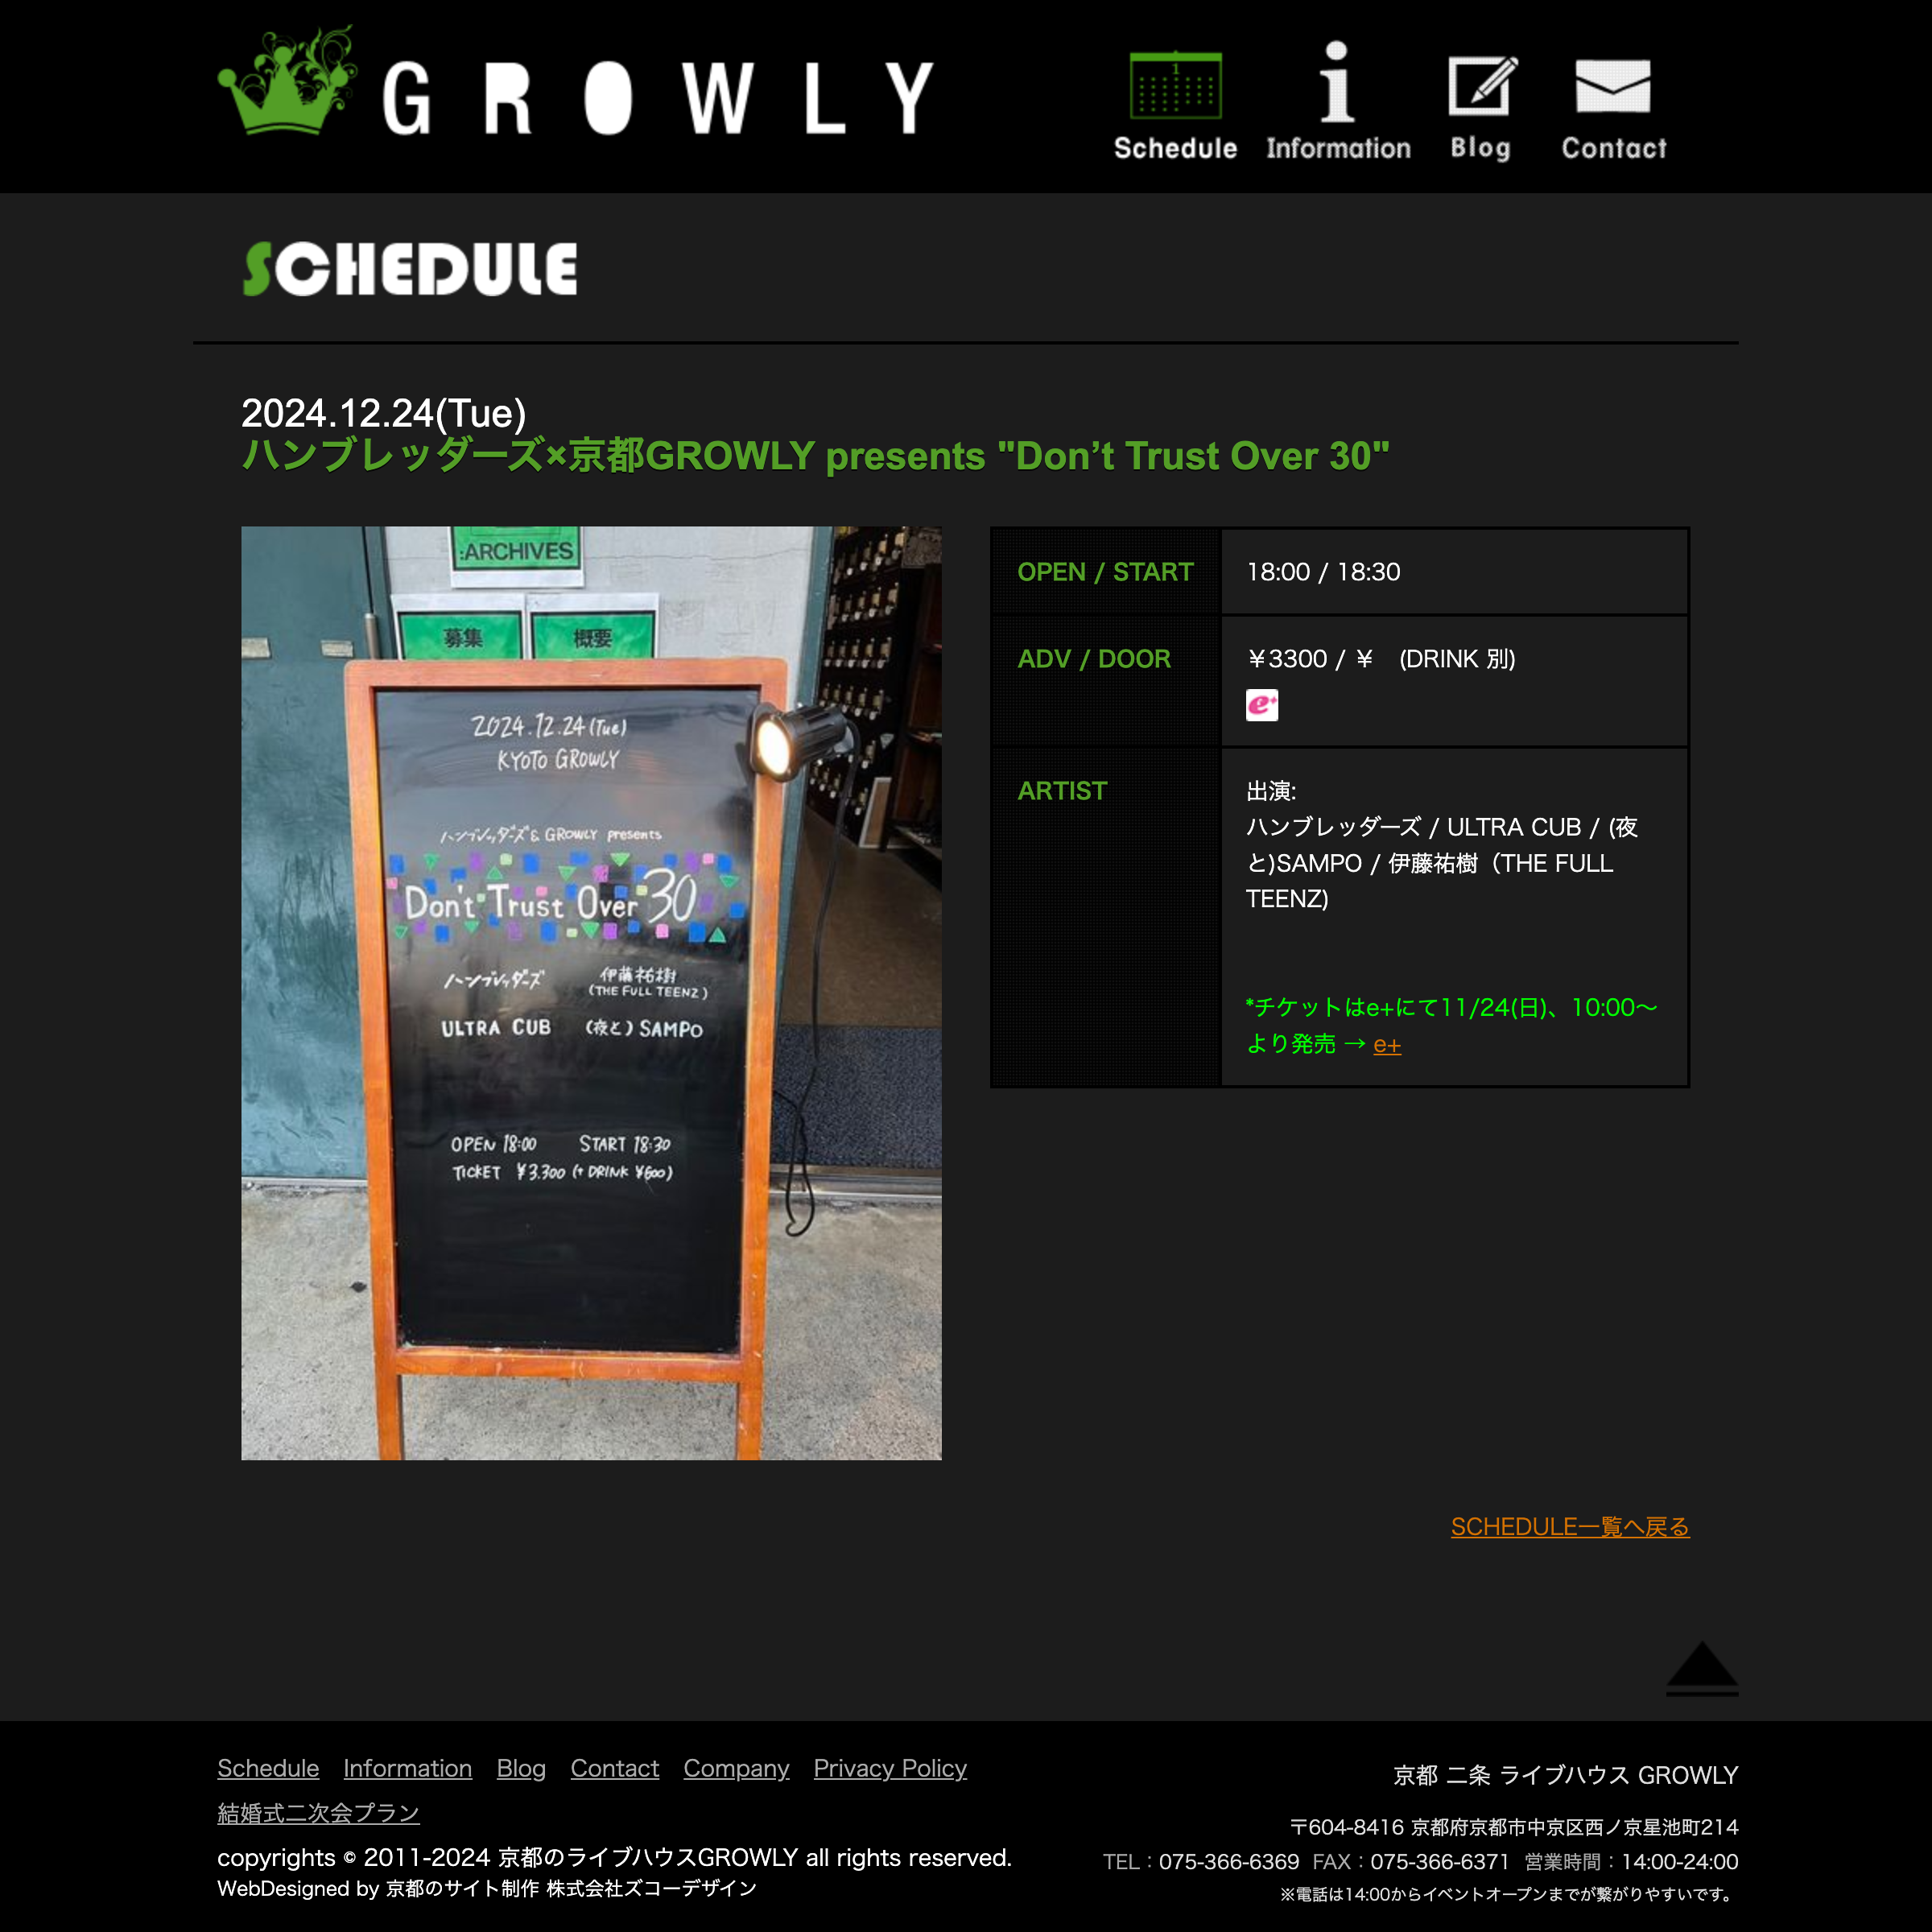 GROWLY
Schedule
Information
Blog
Contact
SCHEDULE
2024.12.24(Tue)
ハンブレッダーズ×京都GROWLY presents "Don’t Trust Over 30"
:ARCHIVES
募集
概要
2024.12.24(Tue)
KYOTO GROWLY
ハンブレッダーズ& GROWLY presents
Don't Trust Over 30
ハンブレッダーズ
伊藤祐樹
(THE FULL TEENZ)
ULTRA CUB
(夜と)SAMPO
OPEN 18:00 START 18:30
TICKET ¥3.300 (+ DRINK ¥600)
OPEN / START
18:00 / 18:30
ADV / DOOR
￥3300 / ￥　(DRINK 別)
e+
ARTIST
出演:
ハンブレッダーズ / ULTRA CUB / (夜
と)SAMPO / 伊藤祐樹（THE FULL
TEENZ)
*チケットはe+にて11/24(日)、10:00〜
より発売 → e+
SCHEDULE一覧へ戻る
Schedule Information Blog Contact Company Privacy Policy
結婚式二次会プラン
copyrights © 2011-2024 京都のライブハウスGROWLY all rights reserved.
WebDesigned by 京都のサイト制作 株式会社ズコーデザイン
京都 二条 ライブハウス GROWLY
〒604-8416 京都府京都市中京区西ノ京星池町214
TEL：075-366-6369 FAX：075-366-6371 営業時間：14:00-24:00
※電話は14:00からイベントオープンまでが繋がりやすいです。